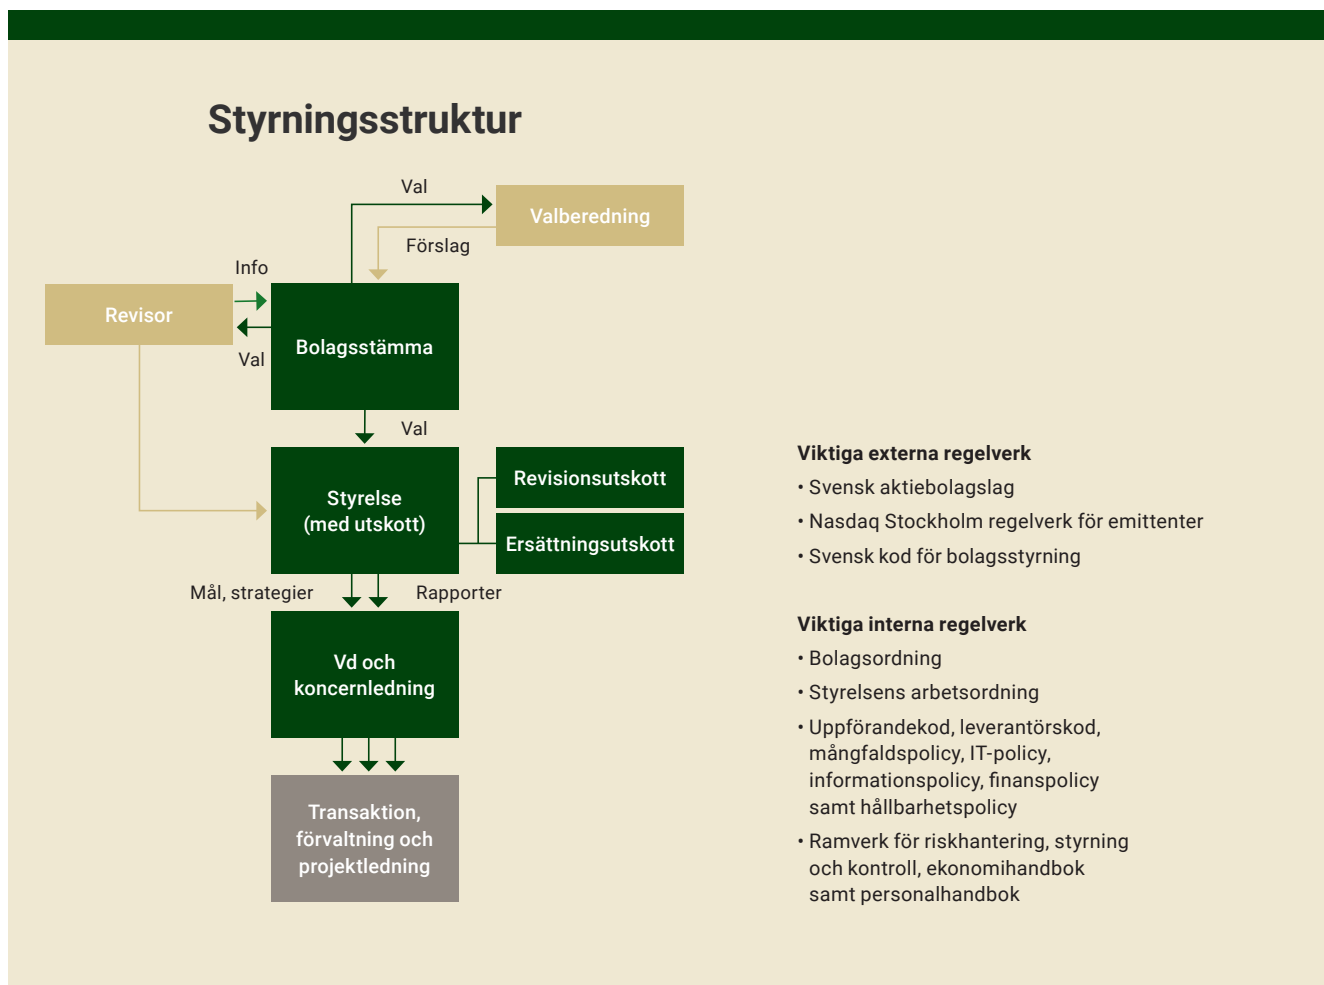 Styrningsstruktur
Val
Valberedning
Förslag
Info
Revisor
Val
Bolagsstämma
Val
Styrelse
(med utskott)
Revisionsutskott
Ersättningsutskott
Mål, strategier
Rapporter
Vd och
koncernledning
Transaktion,
förvaltning och
projektledning
Viktiga externa regelverk
• Svensk aktiebolagslag
• Nasdaq Stockholm regelverk för emittenter
• Svensk kod för bolagsstyrning
Viktiga interna regelverk
• Bolagsordning
• Styrelsens arbetsordning
• Uppförandekod, leverantörskod,
mångfaldspolicy, IT-policy,
informationspolicy, finanspolicy
samt hållbarhetspolicy
• Ramverk för riskhantering, styrning
och kontroll, ekonomihandbok
samt personalhandbok